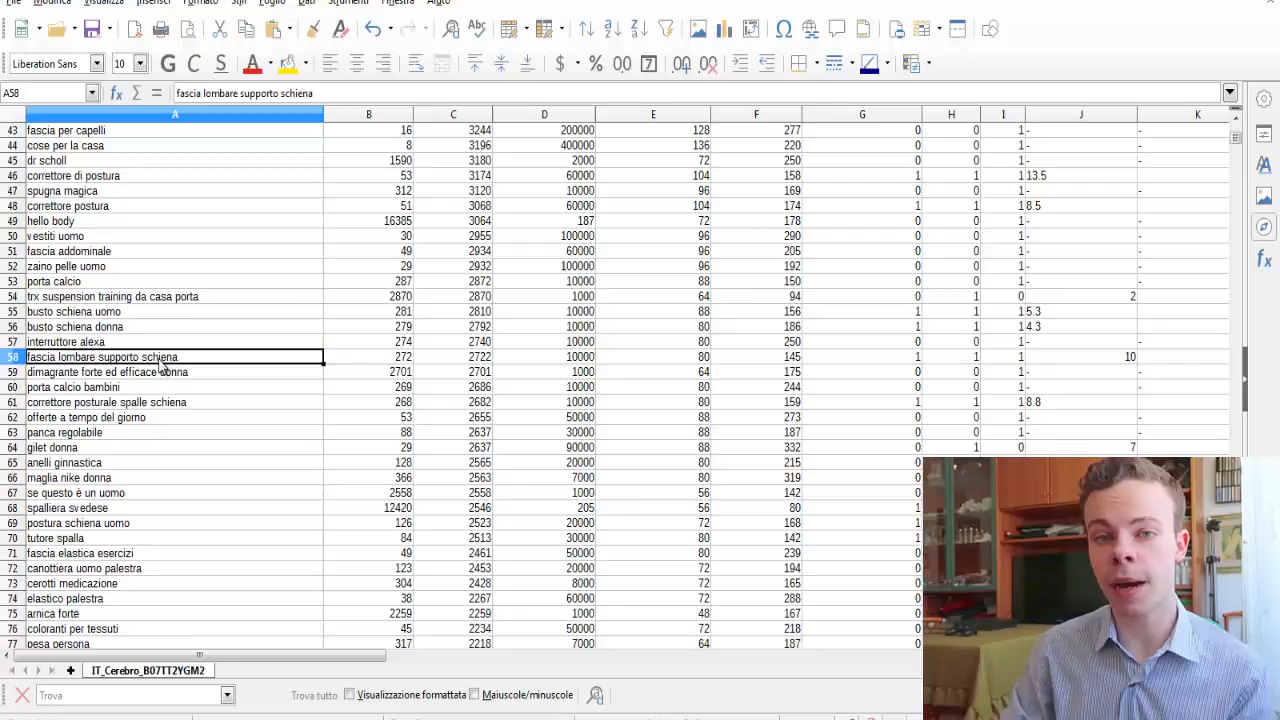 File Modifica Visualizza Inserisci Formato Stili Foglio Dati Strumenti Finestra Aiuto
Liberation Sans 10 G C S A $ % 0.0 7 .00 0.00
A58 fx Σ = fascia lombare supporto schiena
A B C D E F G H I J K
43 fascia per capelli 16 3244 200000 128 277 0 0 1 - -
44 cose per la casa 8 3196 400000 136 220 0 0 1 - -
45 dr scholl 1590 3180 2000 72 250 0 0 1 - -
46 correttore di postura 53 3174 60000 104 174 1 1 1 13.5
47 spugna magica 312 3120 10000 96 169 0 0 1 - -
48 correttore postura 51 3068 60000 104 174 1 1 1 8.5
49 hello body 16385 3064 187 72 178 0 0 1 - -
50 vestiti uomo 30 2955 100000 96 290 0 0 1 - -
51 fascia addominale 49 2934 60000 96 205 0 0 1 - -
52 zaino pelle uomo 29 2932 100000 96 192 0 0 1 - -
53 porta calcio 287 2872 10000 88 150 0 0 1 - -
54 trx suspension training da casa porta 2870 2870 1000 64 94 0 1 0 2
55 busto schiena uomo 281 2810 10000 88 156 1 1 1 5.3
56 busto schiena donna 279 2792 10000 80 186 1 1 1 4.3
57 interruttore alexa 274 2740 10000 80 250 0 0 1 - -
58 fascia lombare supporto schiena 272 2722 10000 80 145 1 1 1 10
59 dimagrante forte ed efficace donna 2701 2701 1000 64 175 0 0 1 - -
60 porta calcio bambini 269 2686 10000 80 244 0 0 1 - -
61 correttore posturale spalle schiena 268 2682 10000 80 159 1 1 1 8.8
62 offerte a tempo del giorno 53 2655 50000 88 273 0 0 1 - -
63 panca regolabile 88 2637 30000 88 187 0 0 1 - -
64 gilet donna 29 2637 90000 88 332 0 1 0 7
65 anelli ginnastica 128 2565 20000 80 215 0
66 maglia nike donna 366 2563 7000 80 319 0
67 se questo è un uomo 2558 2558 1000 56 142 0
68 spalliera svedese 12420 2546 205 56 80 1
69 postura schiena uomo 126 2523 20000 72 168 1
70 tutore spalla 84 2513 30000 80 142 1
71 fascia elastica esercizi 49 2461 50000 80 239 0
72 canottiera uomo palestra 123 2453 20000 72 194 0
73 cerotti medicazione 304 2428 8000 72 165 0
74 elastico palestra 38 2267 60000 72 288 0
75 arnica forte 2259 2259 1000 48 167 0
76 coloranti per tessuti 45 2234 50000 72 218 0
77 pesa persona 317 2218 7000 64 187 0
IT_Cerebro_B07TT2YGM2
Trova Trova tutto Visualizzazione formattata Maiuscole/minuscole